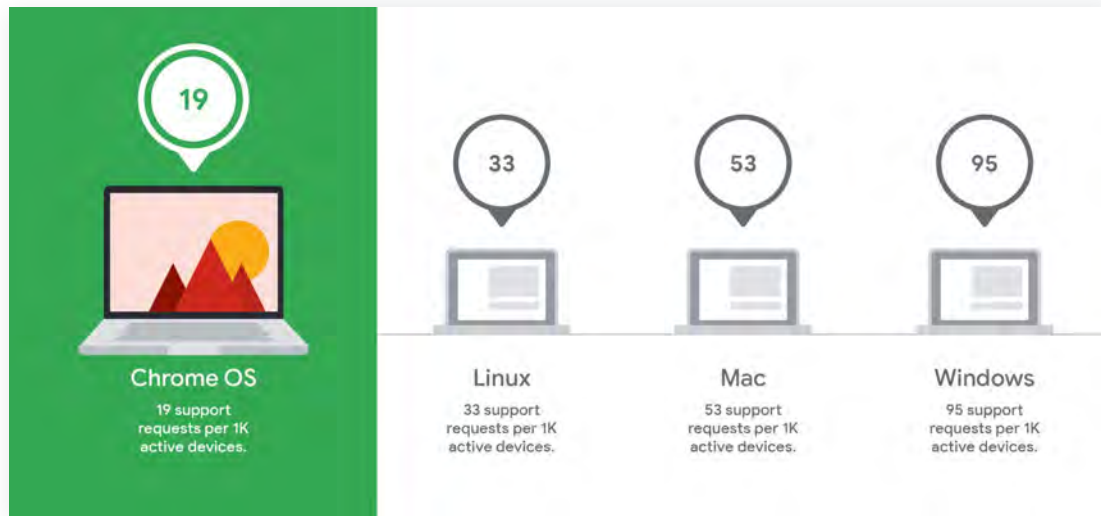 19
33
53
95
Chrome OS
19 support
requests per 1K
active devices.
Linux
33 support
requests per 1K
active devices.
Mac
53 support
requests per 1K
active devices.
Windows
95 support
requests per 1K
active devices.